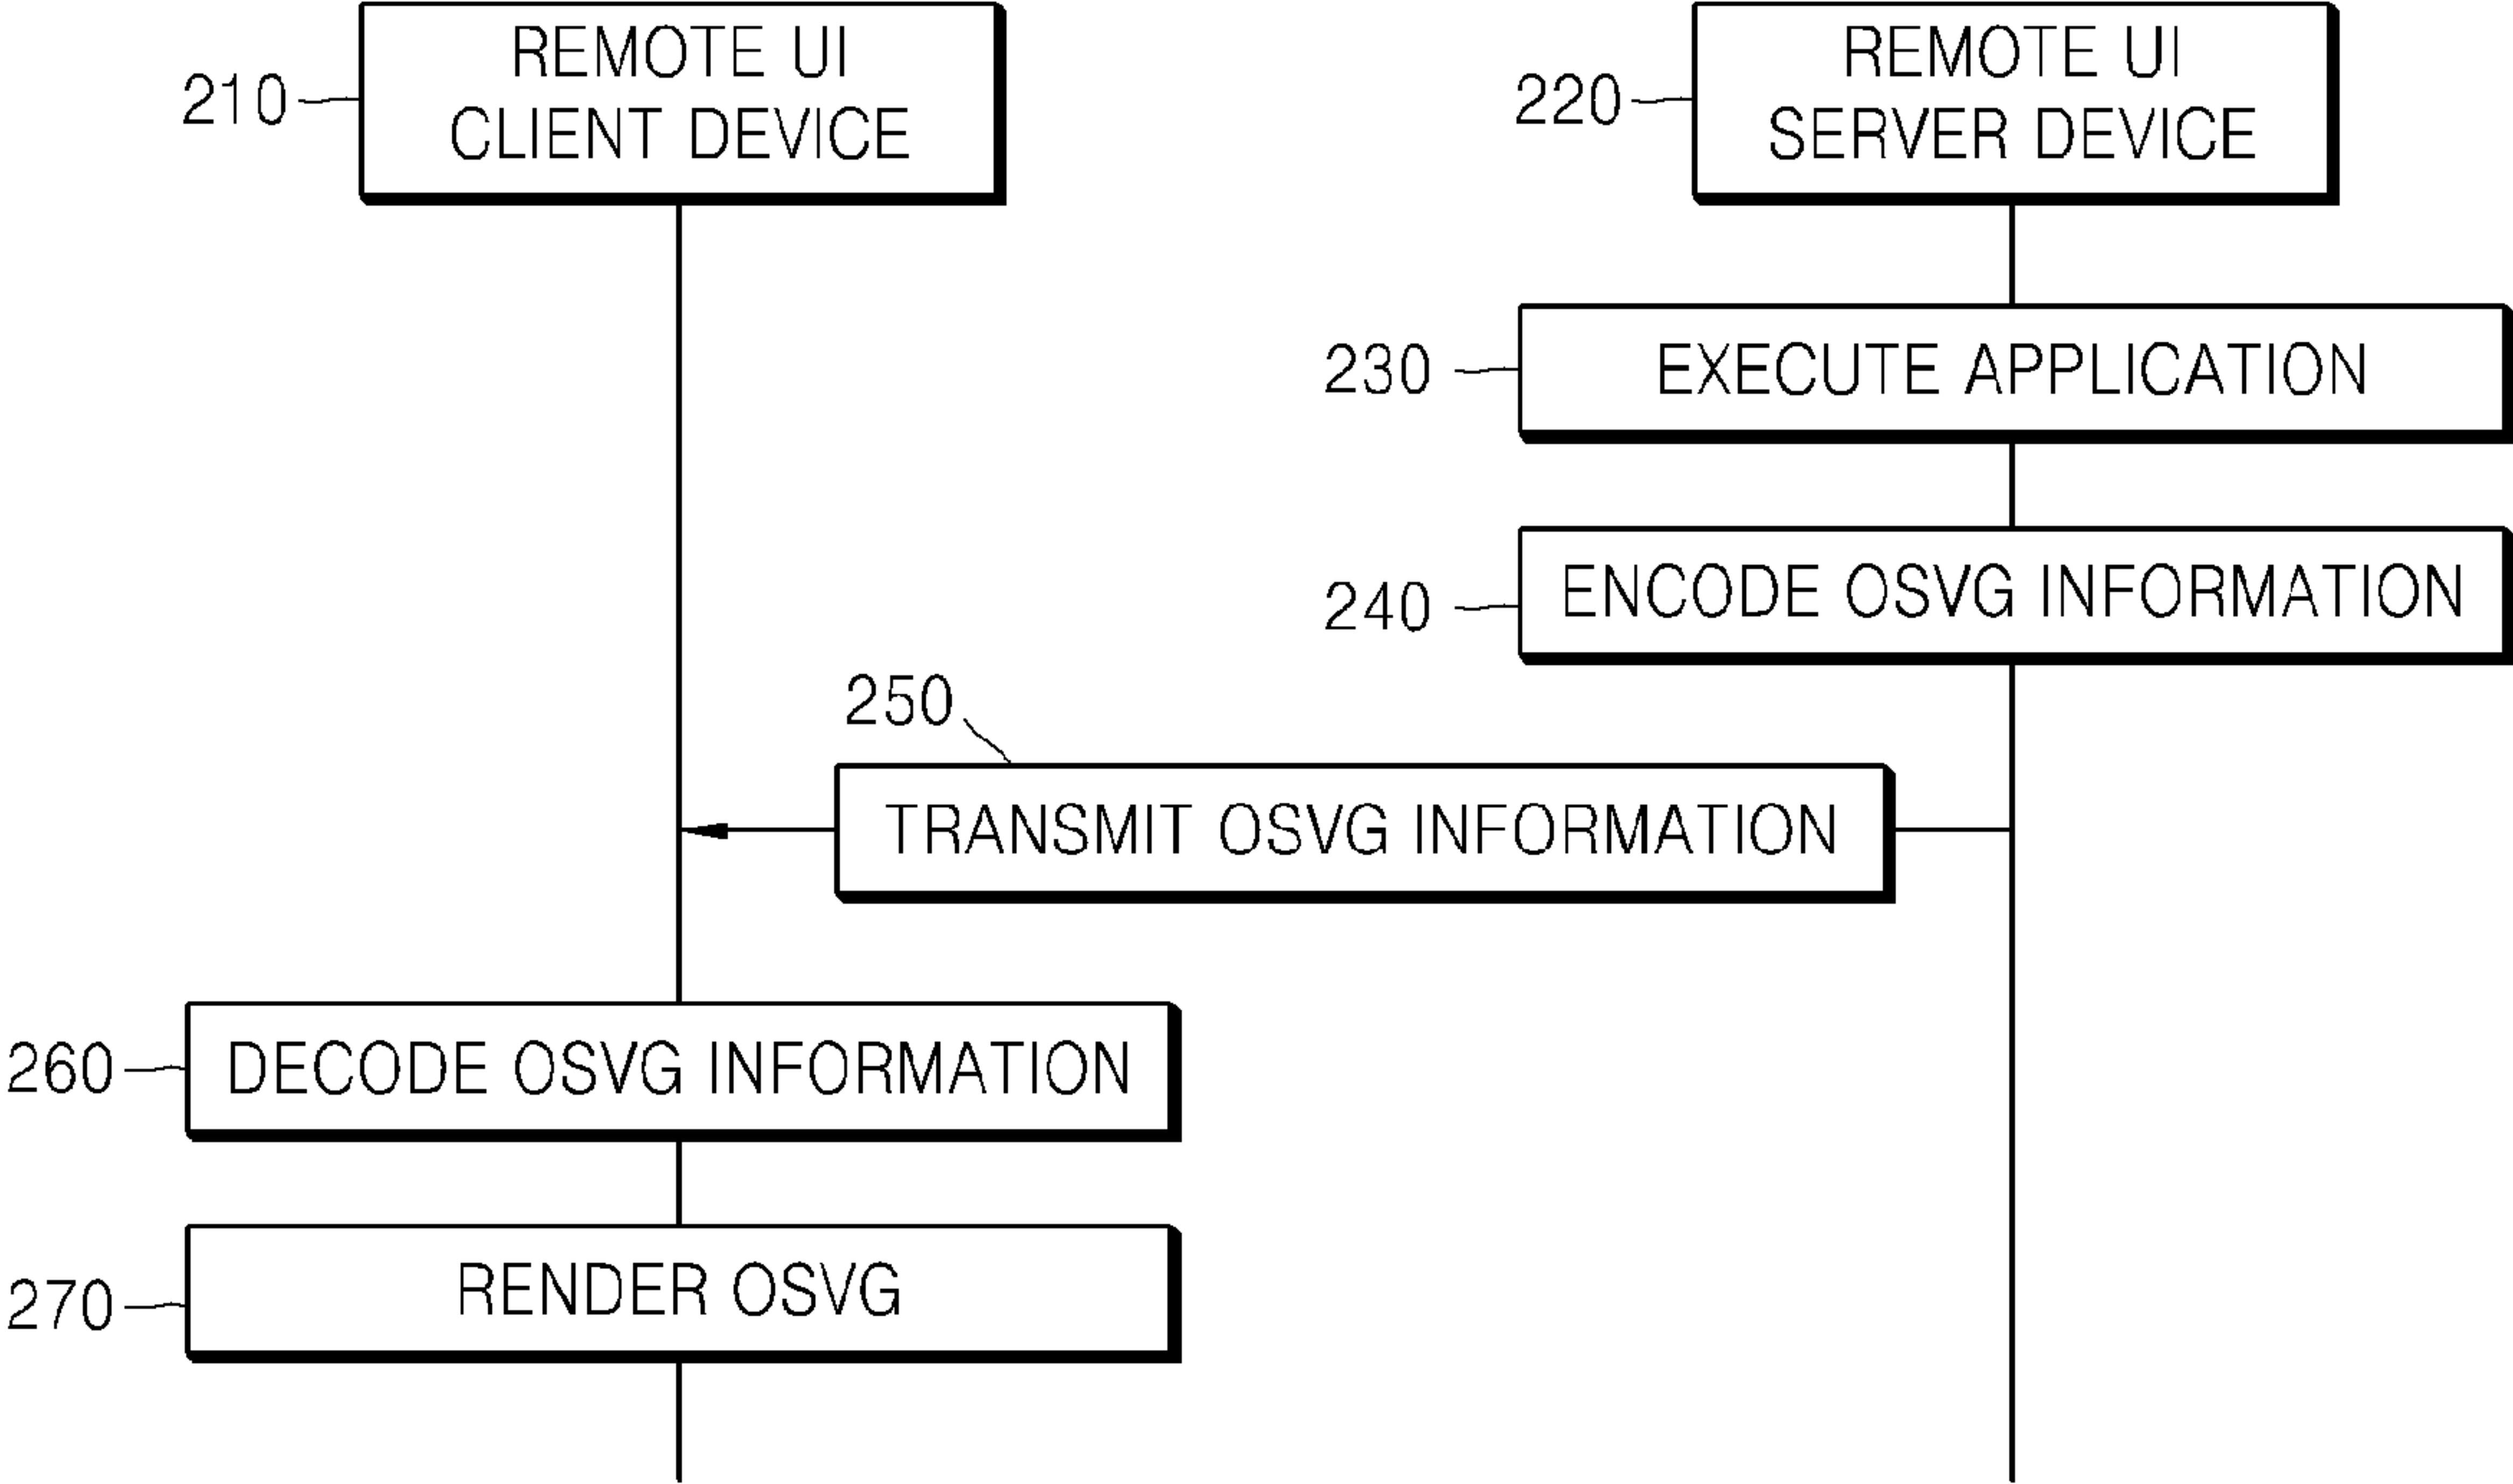 REMOTE UI
CLIENT DEVICE
210
REMOTE UI
SERVER DEVICE
220
230
EXECUTE APPLICATION
240
ENCODE OSVG INFORMATION
250
TRANSMIT OSVG INFORMATION
260
DECODE OSVG INFORMATION
270
RENDER OSVG